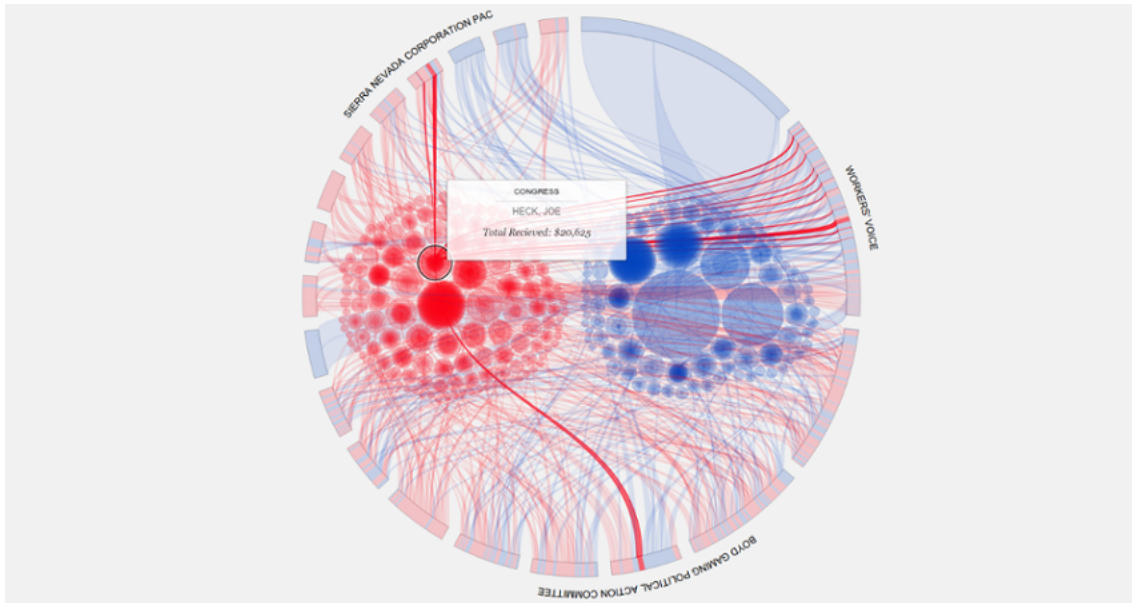 SIERRA NEVADA CORPORATION PAC
CONGRESS
HECK, JOE
Total Recieved: $20,625
WORKERS' VOICE
BOYD GAMING POLITICAL ACTION COMMITTEE